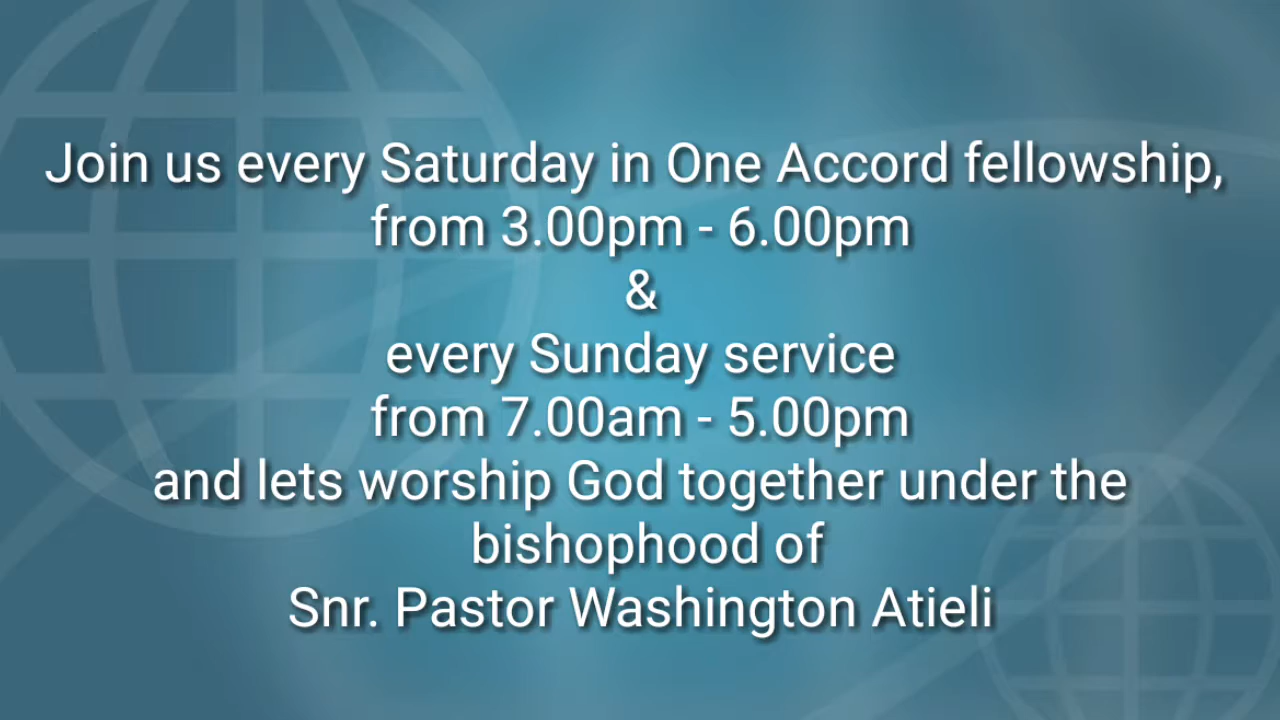 Join us every Saturday in One Accord fellowship,
from 3.00pm - 6.00pm
&
every Sunday service
from 7.00am - 5.00pm
and lets worship God together under the
bishophood of
Snr. Pastor Washington Atieli